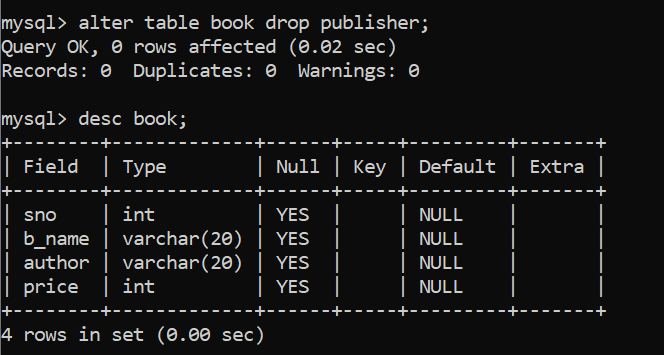 mysql> alter table book drop publisher;
Query OK, 0 rows affected (0.02 sec)
Records: 0  Duplicates: 0  Warnings: 0

mysql> desc book;
+--------+-------------+------+-----+---------+-------+
| Field  | Type        | Null | Key | Default | Extra |
+--------+-------------+------+-----+---------+-------+
| sno    | int         | YES  |     | NULL    |       |
| b_name | varchar(20) | YES  |     | NULL    |       |
| author | varchar(20) | YES  |     | NULL    |       |
| price  | int         | YES  |     | NULL    |       |
+--------+-------------+------+-----+---------+-------+
4 rows in set (0.00 sec)